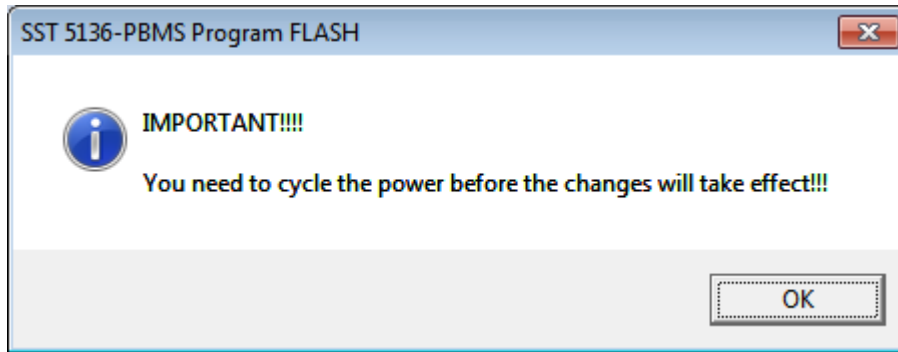 SST 5136-PBMS Program FLASH
IMPORTANT!!!!
You need to cycle the power before the changes will take effect!!!
OK